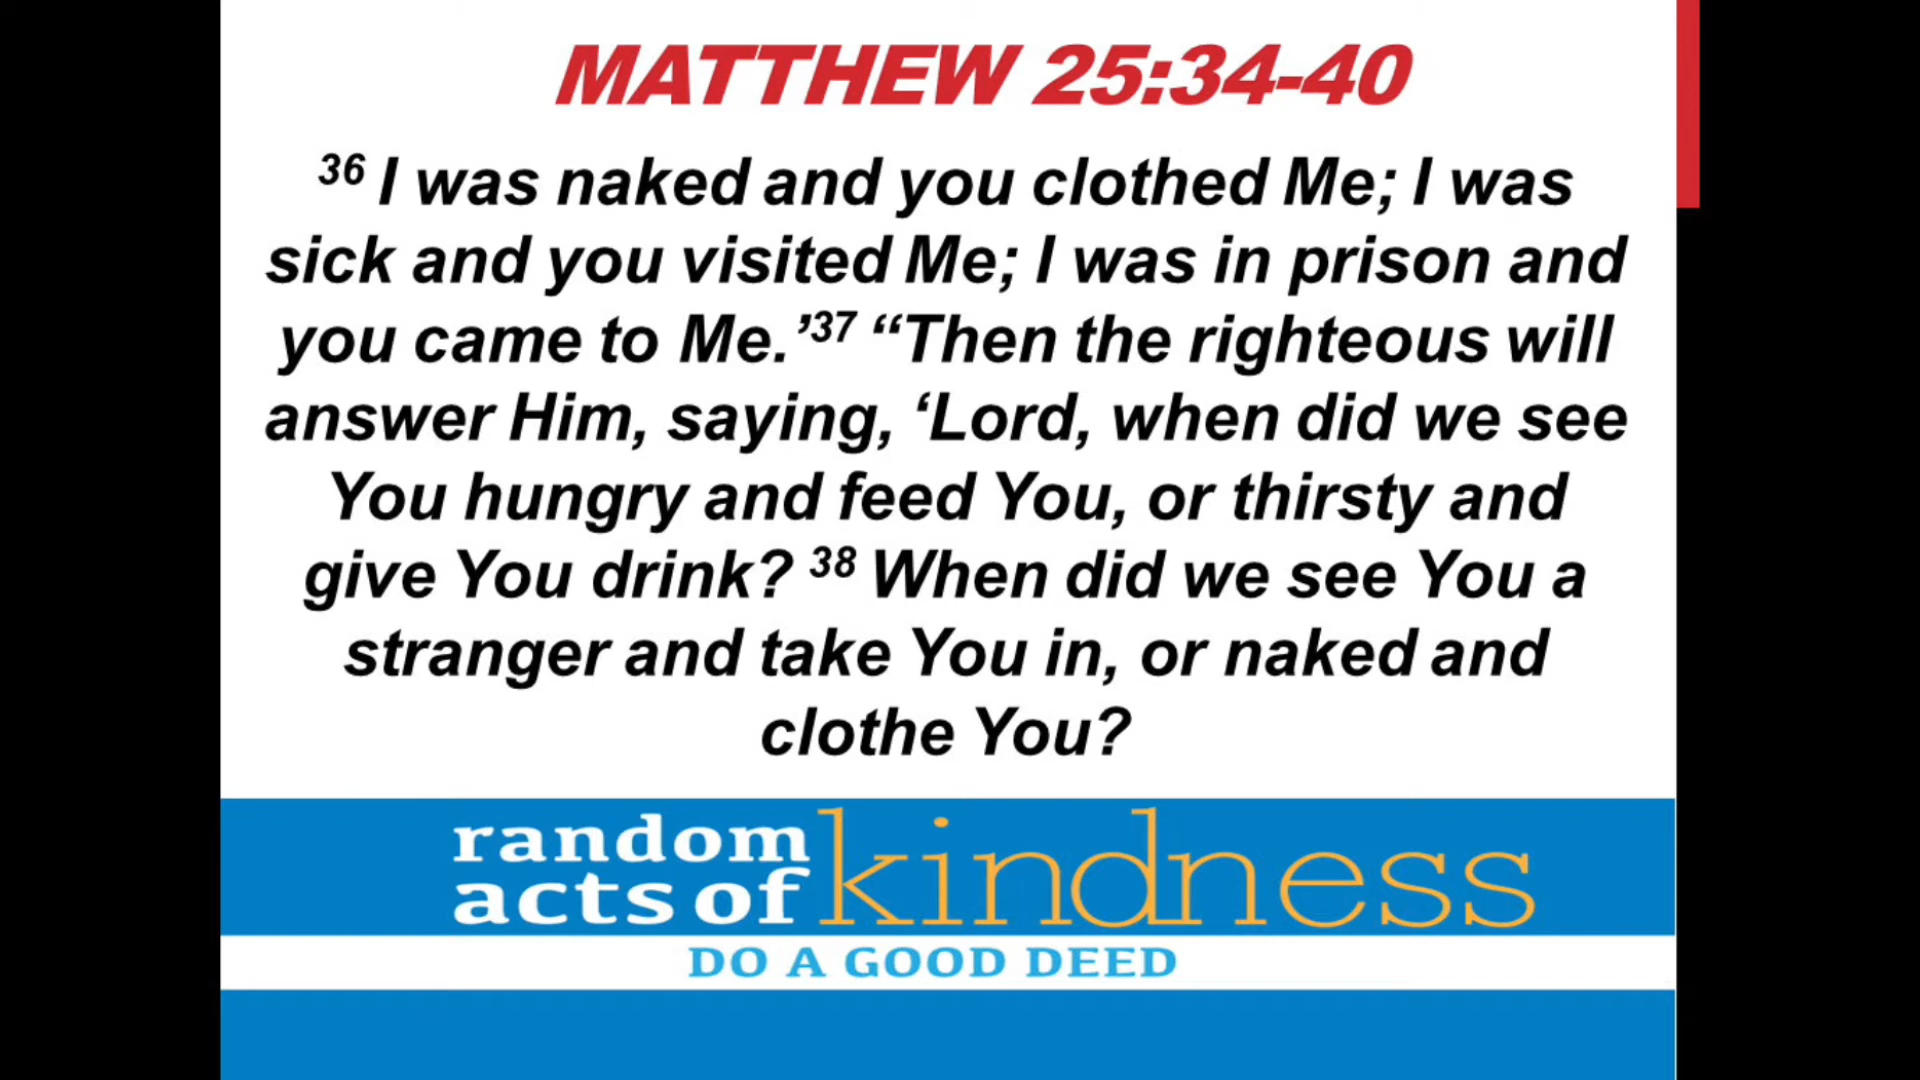 MATTHEW 25:34-40
36 I was naked and you clothed Me; I was
sick and you visited Me; I was in prison and
you came to Me.’37 “Then the righteous will
answer Him, saying, ‘Lord, when did we see
You hungry and feed You, or thirsty and
give You drink? 38 When did we see You a
stranger and take You in, or naked and
clothe You?
random
acts of kindness
DO A GOOD DEED